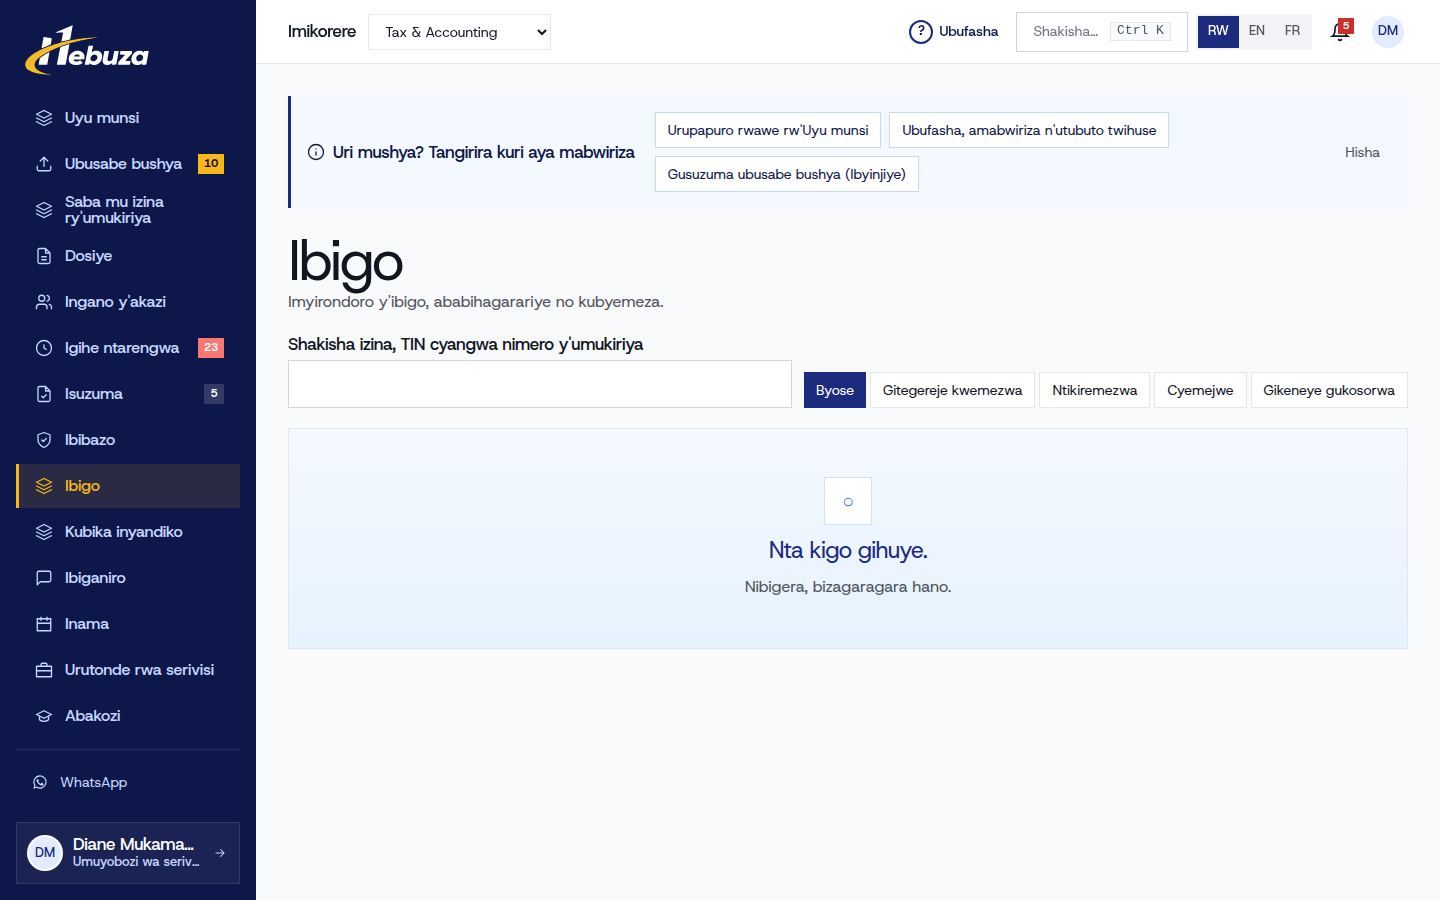 Hebuza
Imikorere
Tax & Accounting
? Ubufasha
Shakisha...
Ctrl K
RW
EN
FR
5
DM
Uyu munsi
Ubusabe bushya
10
Saba mu izina
ry'umukiriya
Dosiye
Ingano y'akazi
Igihe ntarengwa
23
Isuzuma
5
Ibibazo
Ibigo
Kubika inyandiko
Ibiganiro
Inama
Urutonde rwa serivisi
Abakozi
WhatsApp
DM
Diane Mukama...
Umuyobozi wa seriv...
Uri mushya? Tangirira kuri aya mabwiriza
Urupapuro rwawe rw'Uyu munsi
Ubufasha, amabwiriza n'utubuto twihuse
Gusuzuma ubusabe bushya (Ibyinjiye)
Hisha
Ibigo
Imyirondoro y'ibigo, ababihagarariye no kubyemeza.
Shakisha izina, TIN cyangwa nimero y'umukiriya
Byose
Gitegereje kwemezwa
Ntikiremezwa
Cyemejwe
Gikeneye gukosorwa
Nta kigo gihuye.
Nibigera, bizagaragara hano.